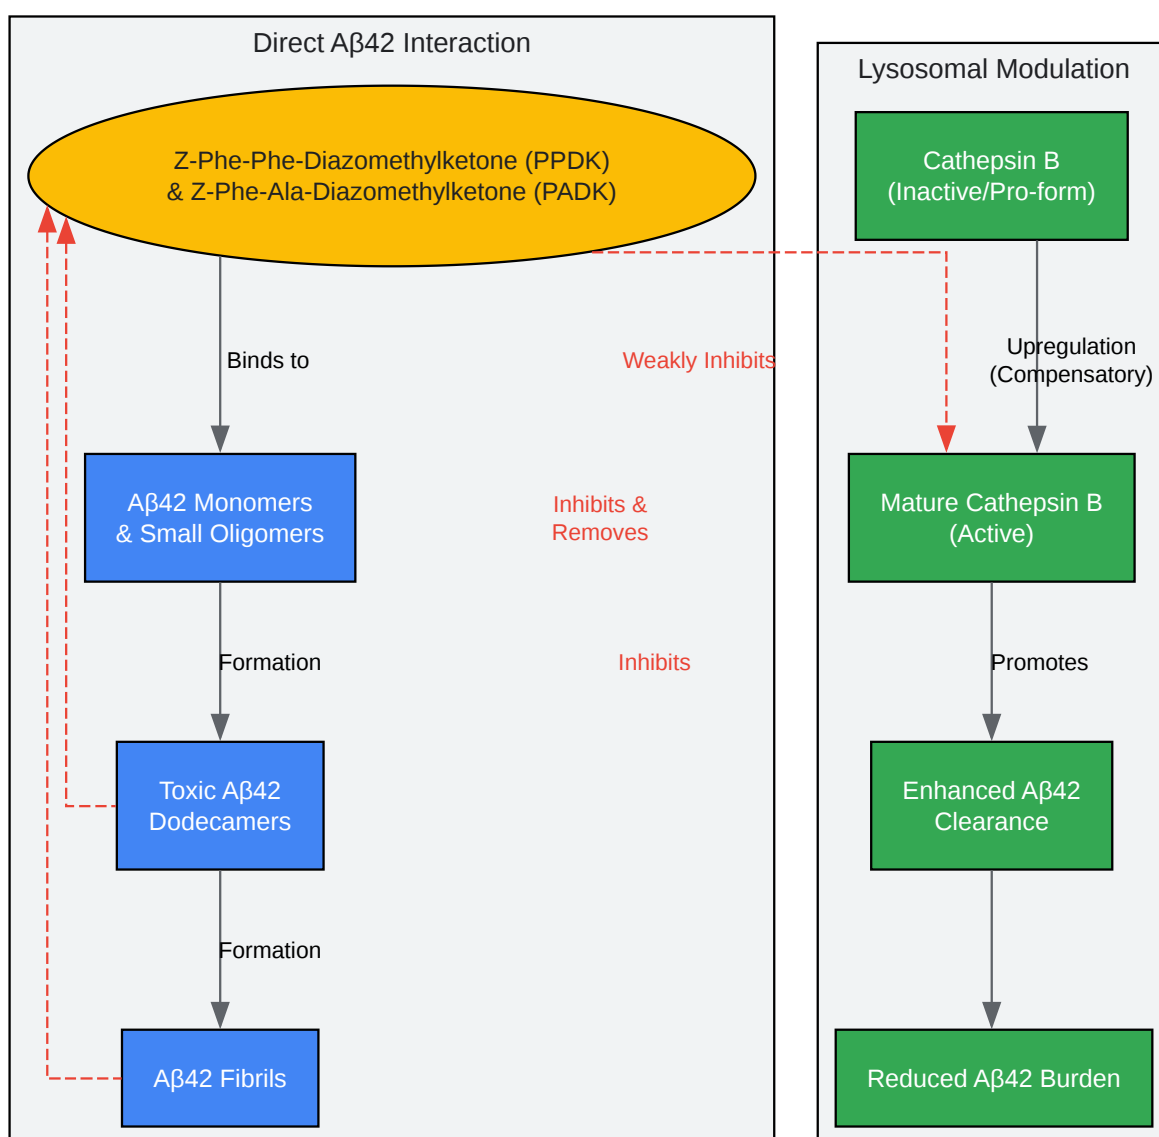 Direct Aβ42 Interaction
Z-Phe-Phe-Diazomethylketone (PPDK)
& Z-Phe-Ala-Diazomethylketone (PADK)
Binds to
Weakly Inhibits
Aβ42 Monomers
& Small Oligomers
Inhibits &
Removes
Formation
Inhibits
Toxic Aβ42
Dodecamers
Formation
Aβ42 Fibrils
Lysosomal Modulation
Cathepsin B
(Inactive/Pro-form)
Upregulation
(Compensatory)
Mature Cathepsin B
(Active)
Promotes
Enhanced Aβ42
Clearance
Reduced Aβ42 Burden